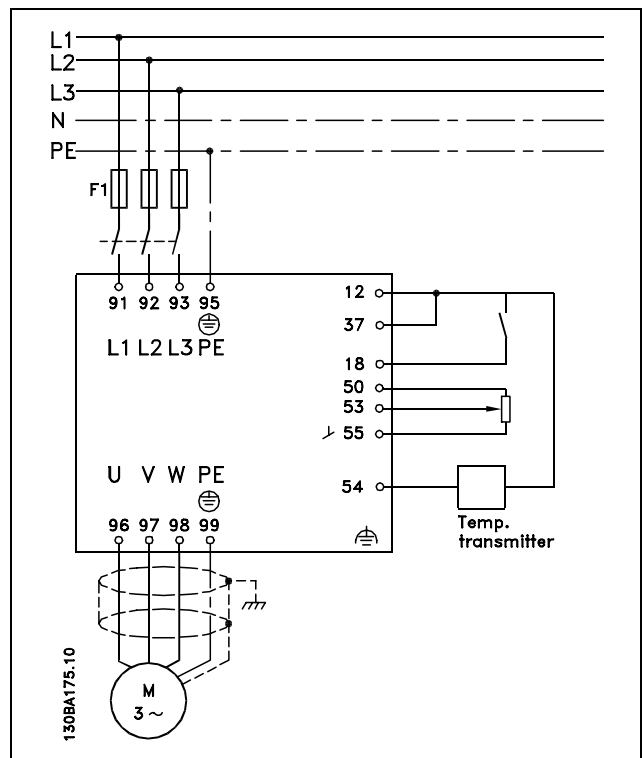 L1
L2
L3
N
PE
F1
91 92 93 95
L1 L2 L3 PE
12
37
18
50
53
55
54
U V W PE
96 97 98 99
Temp.
transmitter
M
3 ~
130BA175.10